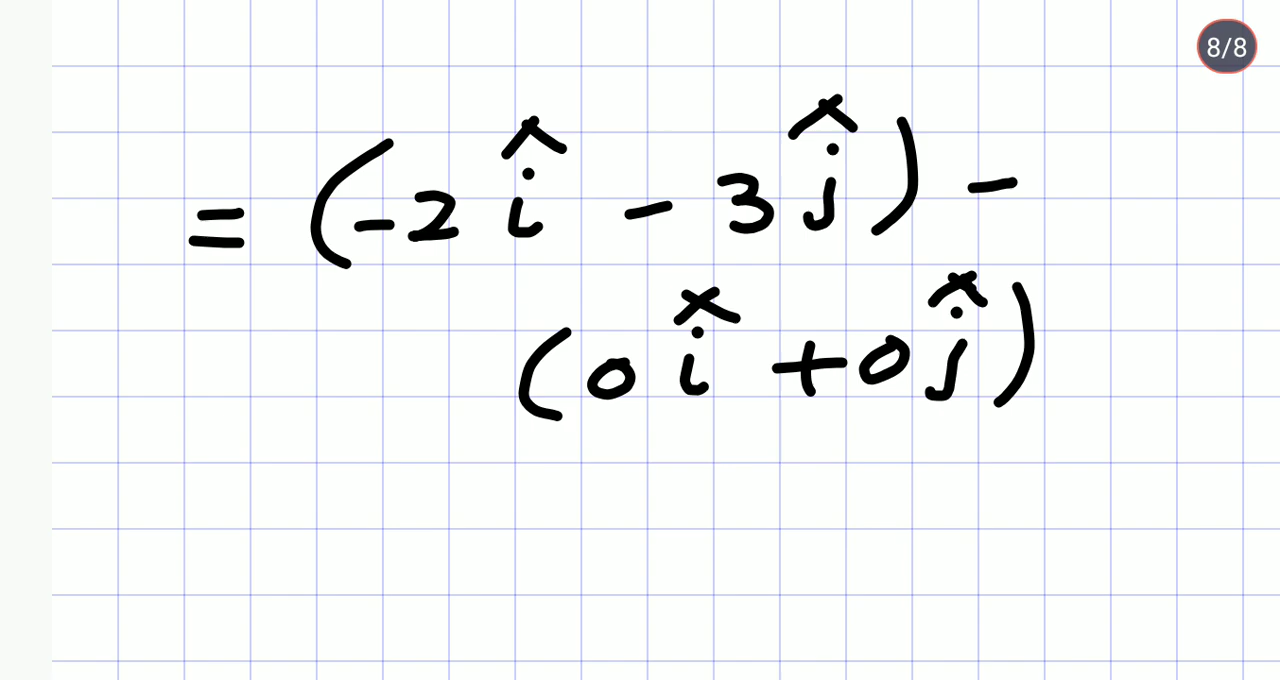 8/8
= (-2 î - 3 ĵ) -
(0 î + 0 ĵ)